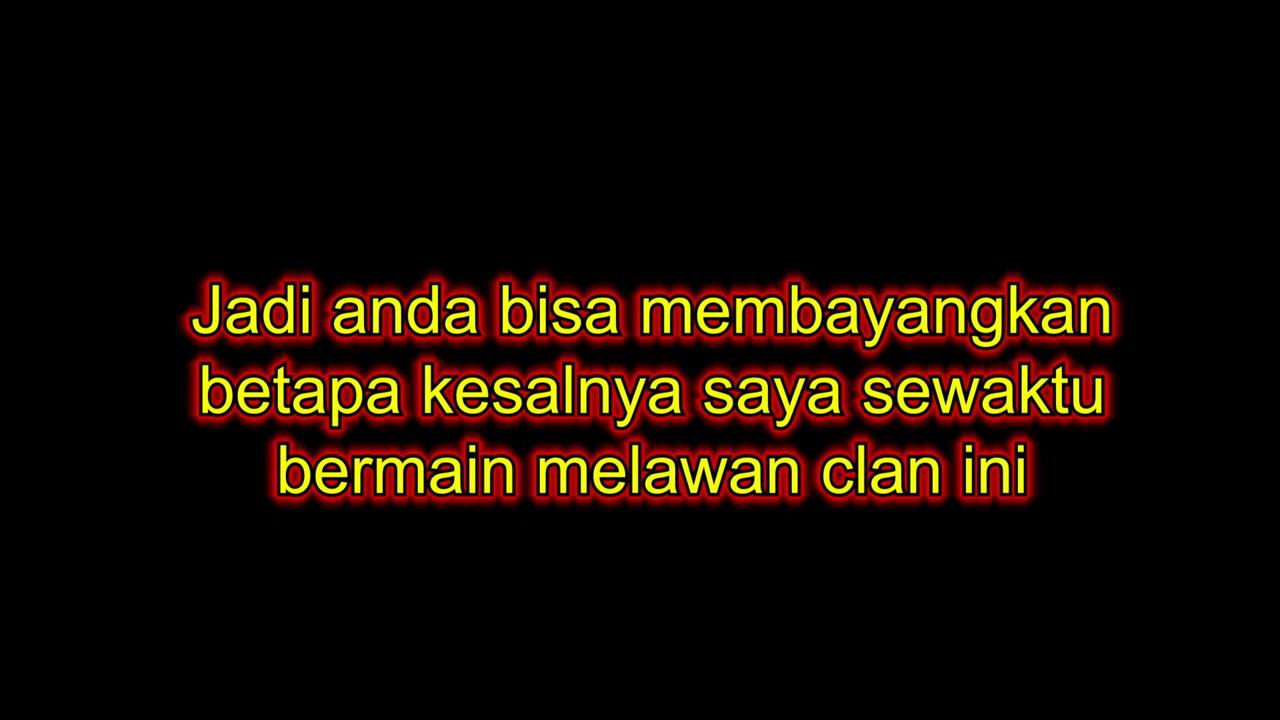 Jadi anda bisa membayangkan
betapa kesalnya saya sewaktu
bermain melawan clan ini